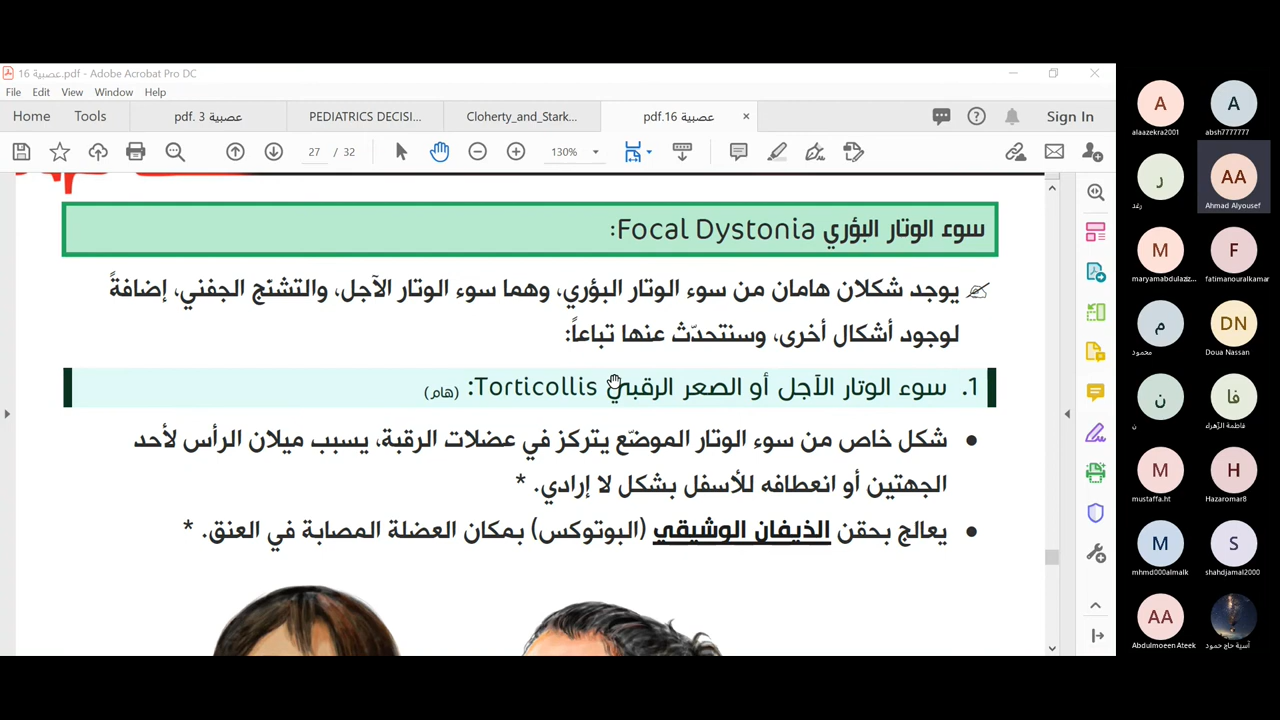 عصبية 16.pdf - Adobe Acrobat Pro DC
File Edit View Window Help
Home Tools عصبية 3 .pdf PEDIATRICS DECISI... Cloherty_and_Stark... عصبية 16.pdf × Sign In
27 / 32 130%
سوء الوتار البؤري Focal Dystonia:
يوجد شكلان هامان من سوء الوتار البؤري، وهما سوء الوتار الآجل، والتشنّج الجفني، إضافةً
لوجود أشكال أخرى، وسنتحدّث عنها تباعاً:
1. سوء الوتار الآجل أو الصعر الرقبي Torticollis: (هام)
• شكل خاص من سوء الوتار الموضّع يتركز في عضلات الرقبة، يسبب ميلان الرأس لأحد
الجهتين أو انعطافه للأسفل بشكل لا إرادي. *
• يعالج بحقن الذيفان الوشيقي (البوتوكس) بمكان العضلة المصابة في العنق. *
A A
alaazekra2001 absh7777777
ر AA
رغد Ahmad Alyousef
M F
maryamabdulaziz... fatimanouralkamar
م DN
محمود Doua Nassan
ن فا
ن فاطمة الزهراء
M H
mustaffa.ht Hazaromar8
M S
mhmd000almalk shahdjamal2000
AA
Abdulmoeen Ateek آسية حاج حمود